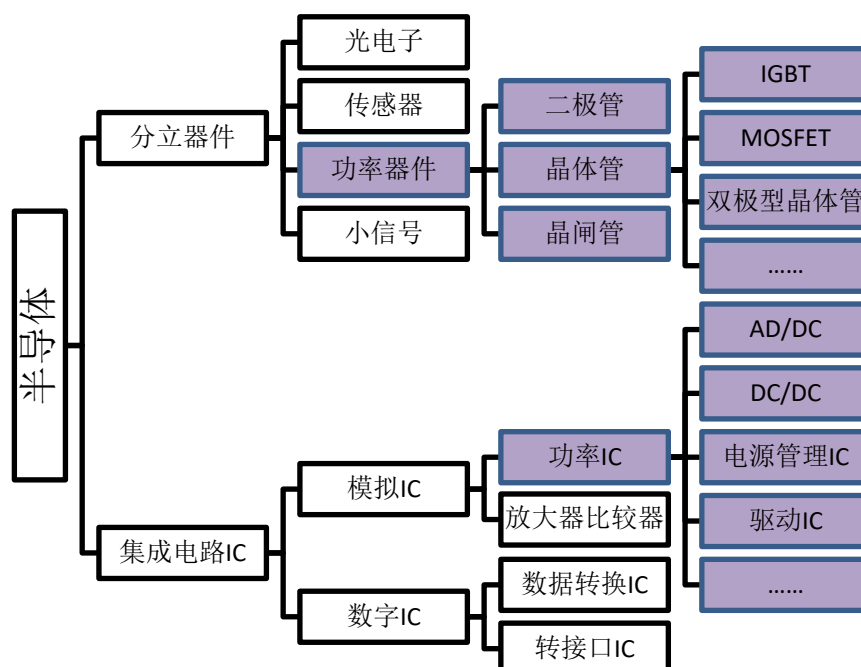 半导体
分立器件
光电子
传感器
功率器件
小信号
二极管
晶体管
晶闸管
IGBT
MOSFET
双极型晶体管
……
集成电路IC
模拟IC
数字IC
功率IC
放大器比较器
数据转换IC
转接口IC
AD/DC
DC/DC
电源管理IC
驱动IC
……